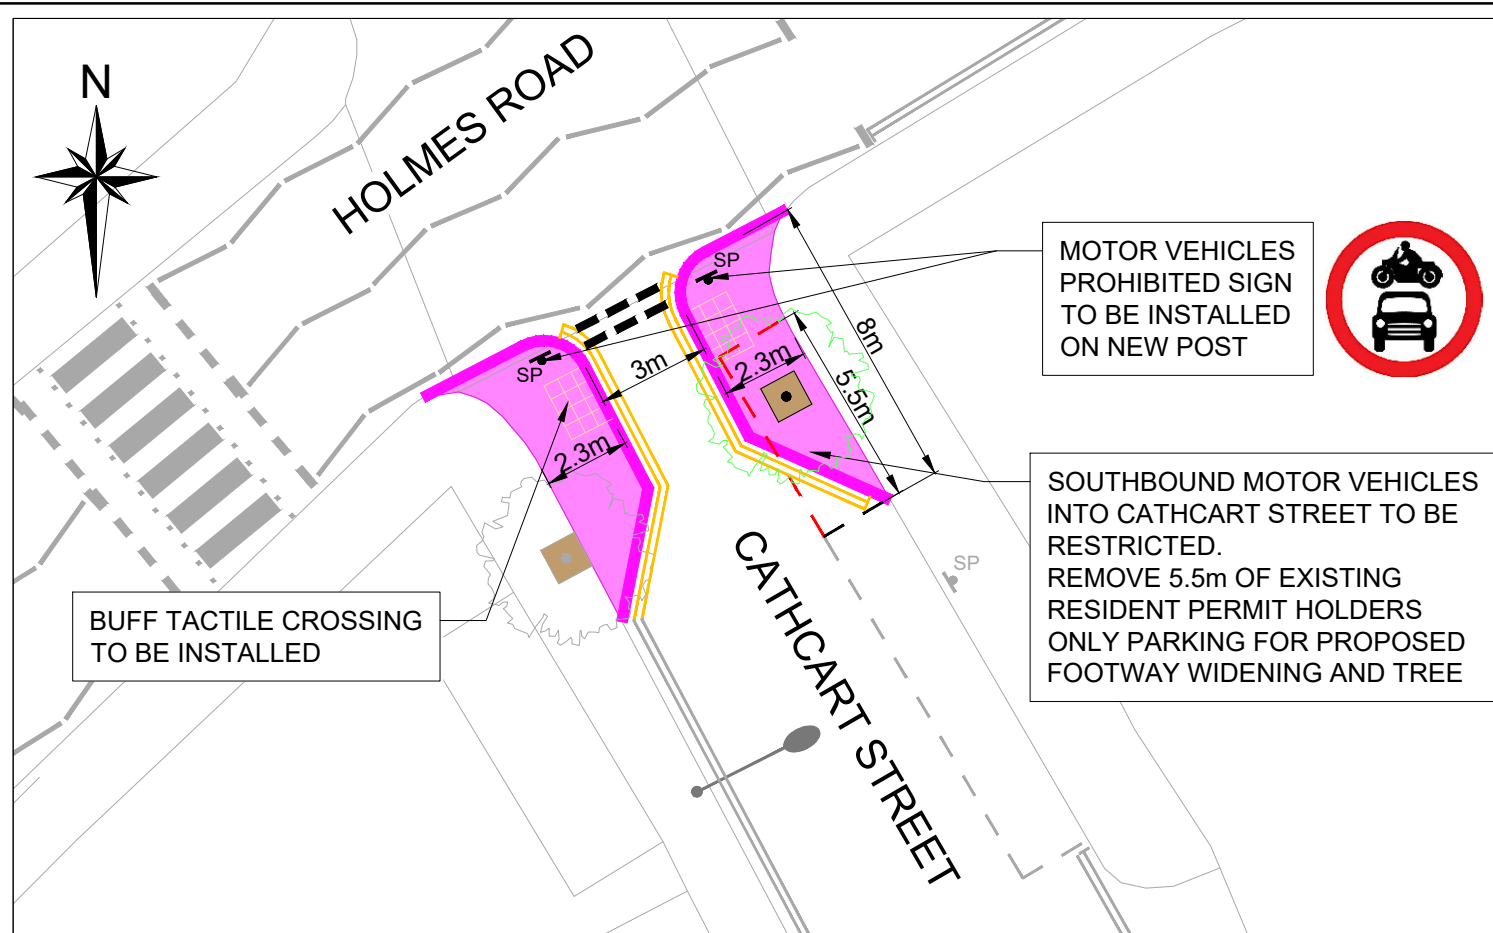 N
HOLMES ROAD
MOTOR VEHICLES
PROHIBITED SIGN
TO BE INSTALLED
ON NEW POST
SP
8m
3m
2.3m
SP
5.5m
2.3m
SOUTHBOUND MOTOR VEHICLES
INTO CATHCART STREET TO BE
RESTRICTED.
REMOVE 5.5m OF EXISTING
RESIDENT PERMIT HOLDERS
ONLY PARKING FOR PROPOSED
FOOTWAY WIDENING AND TREE
SP
BUFF TACTILE CROSSING
TO BE INSTALLED
CATHCART STREET